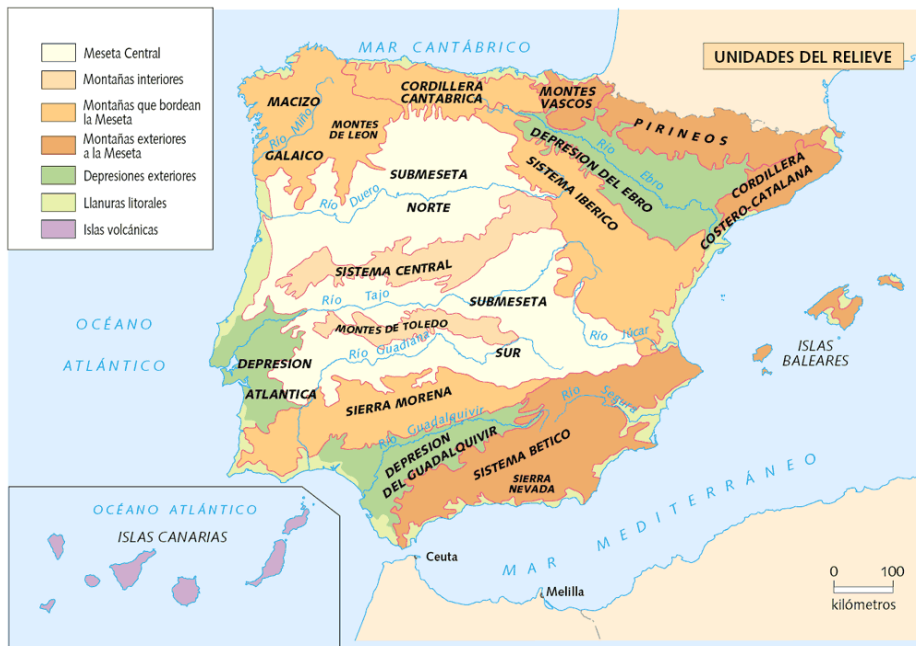 Meseta Central
Montañas interiores
Montañas que bordean
la Meseta
Montañas exteriores
a la Meseta
Depresiones exteriores
Llanuras litorales
Islas volcánicas
MAR CANTÁBRICO
UNIDADES DEL RELIEVE
MACIZO
GALAICO
Río Miño
MONTES
DE LEON
CORDILLERA
CANTABRICA
MONTES
VASCOS
PIRINEOS
DEPRESION DEL EBRO
Río Ebro
CORDILLERA
COSTERO-CATALANA
SISTEMA IBERICO
SUBMESETA
NORTE
Río Duero
SISTEMA CENTRAL
Río Tajo
SUBMESETA
SUR
MONTES DE TOLEDO
Río Guadiana
Río Júcar
OCÉANO
ATLÁNTICO
DEPRESION
ATLANTICA
ISLAS
BALEARES
SIERRA MORENA
Río Guadalquivir
DEPRESION
DEL GUADALQUIVIR
Río Segura
SISTEMA BETICO
SIERRA
NEVADA
MAR MEDITERRÁNEO
OCÉANO ATLÁNTICO
ISLAS CANARIAS
Ceuta
Melilla
0 100
kilómetros